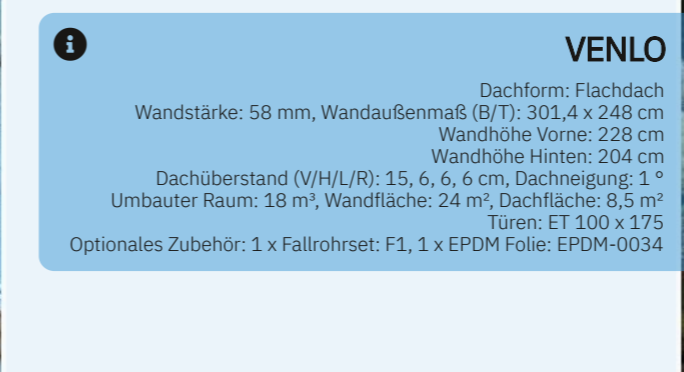 VENLO
Dachform: Flachdach
Wandstärke: 58 mm, Wandaußenmaß (B/T): 301,4 x 248 cm
Wandhöhe Vorne: 228 cm
Wandhöhe Hinten: 204 cm
Dachüberstand (V/H/L/R): 15, 6, 6, 6 cm, Dachneigung: 1 °
Umbauter Raum: 18 m³, Wandfläche: 24 m², Dachfläche: 8,5 m²
Türen: ET 100 x 175
Optionales Zubehör: 1 x Fallrohrset: F1, 1 x EPDM Folie: EPDM-0034